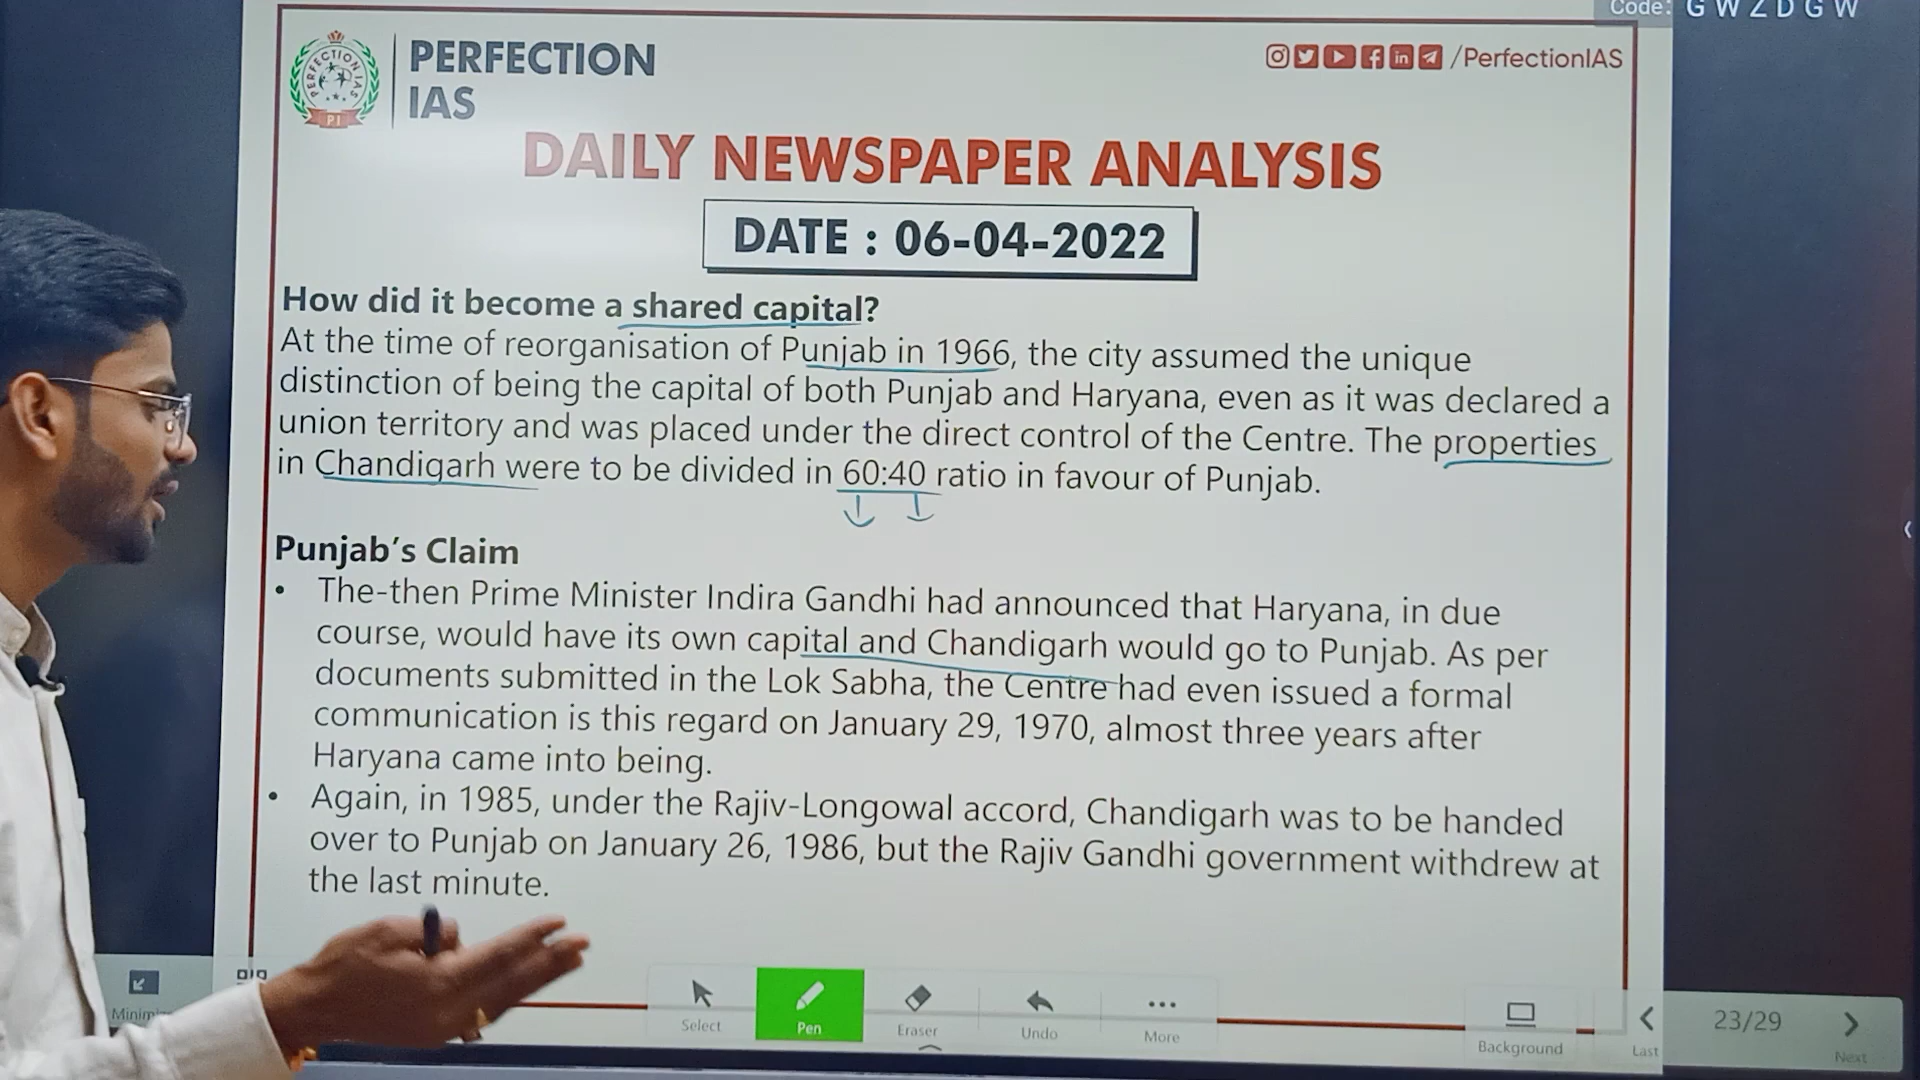 Code: G W Z D G W
PERFECTION IAS
PI
PERFECTION
IAS
/PerfectionIAS
DAILY NEWSPAPER ANALYSIS
DATE : 06-04-2022
How did it become a shared capital?
At the time of reorganisation of Punjab in 1966, the city assumed the unique
distinction of being the capital of both Punjab and Haryana, even as it was declared a
union territory and was placed under the direct control of the Centre. The properties
in Chandigarh were to be divided in 60:40 ratio in favour of Punjab.
Punjab's Claim
• The-then Prime Minister Indira Gandhi had announced that Haryana, in due
course, would have its own capital and Chandigarh would go to Punjab. As per
documents submitted in the Lok Sabha, the Centre had even issued a formal
communication is this regard on January 29, 1970, almost three years after
Haryana came into being.
• Again, in 1985, under the Rajiv-Longowal accord, Chandigarh was to be handed
over to Punjab on January 26, 1986, but the Rajiv Gandhi government withdrew at
the last minute.
Select
Pen
Eraser
Undo
More
Background
Last
23/29
Next